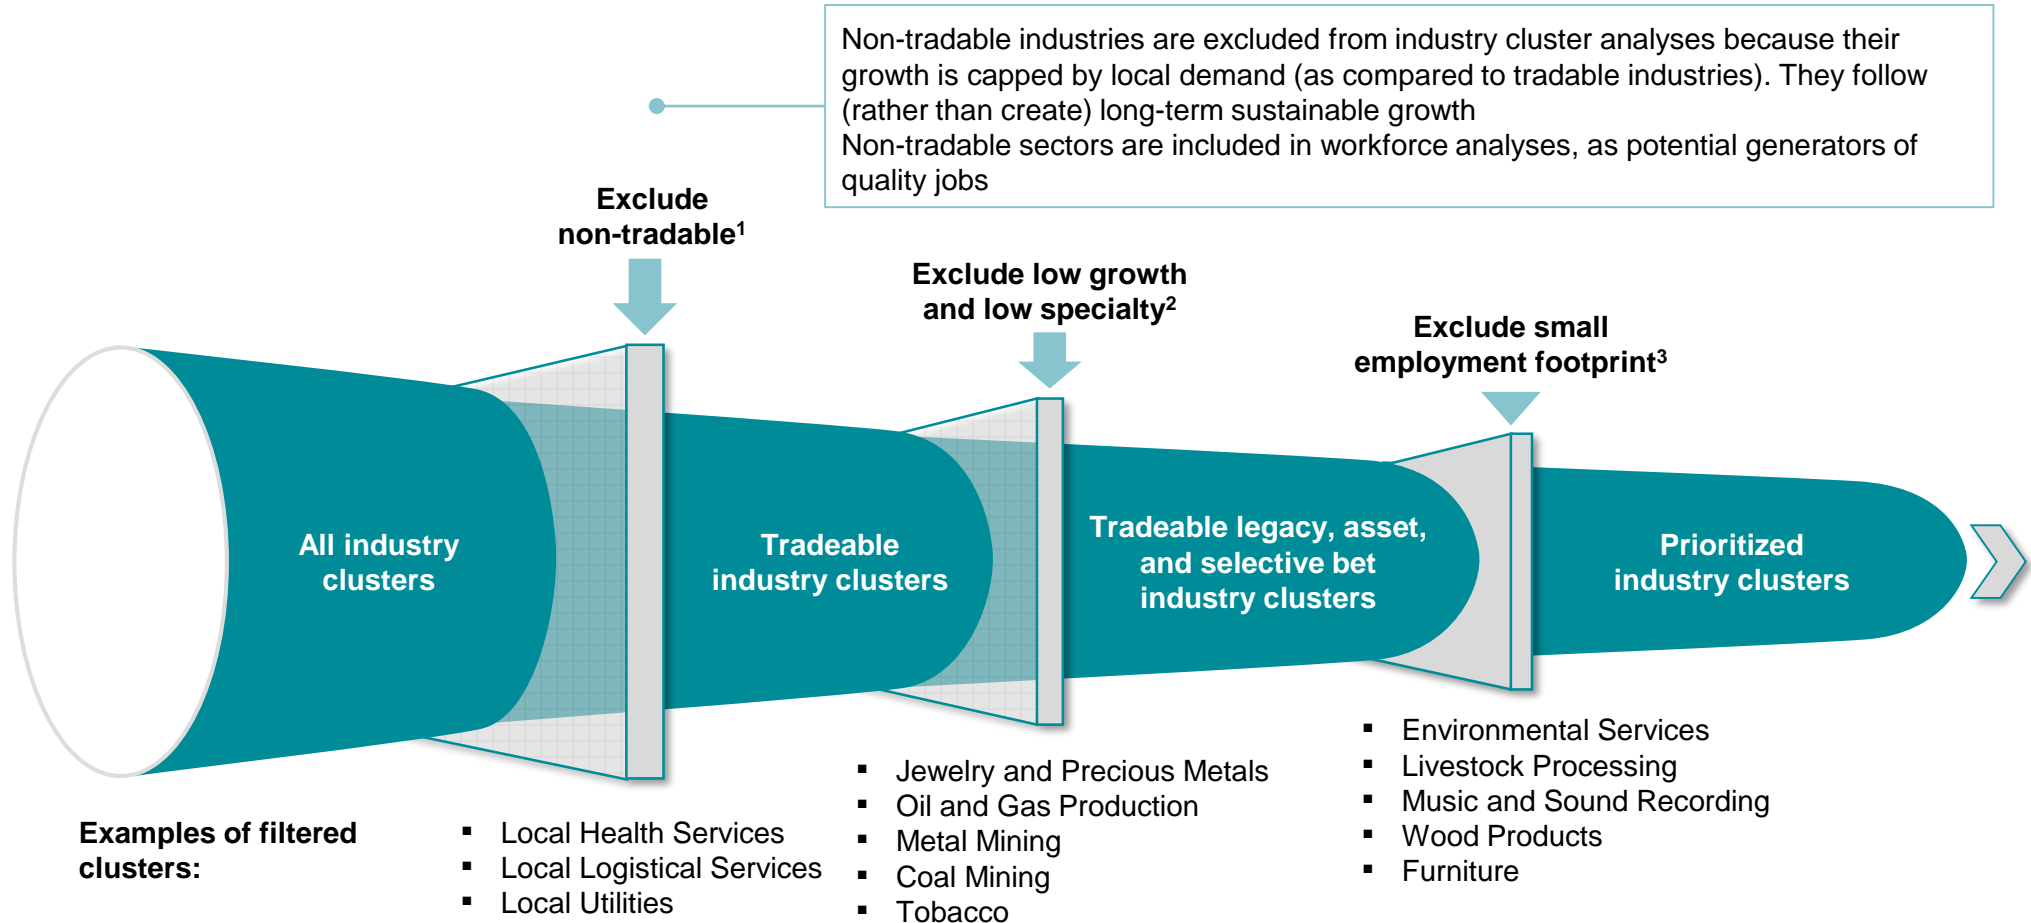 Non-tradable industries are excluded from industry cluster analyses because their
growth is capped by local demand (as compared to tradable industries). They follow
(rather than create) long-term sustainable growth
Non-tradable sectors are included in workforce analyses, as potential generators of
quality jobs
Exclude
non-tradable¹
Exclude low growth
and low specialty²
Exclude small
employment footprint³
All industry
clusters
Tradeable
industry clusters
Tradeable legacy, asset,
and selective bet
industry clusters
Prioritized
industry clusters
Examples of filtered
clusters:
▪ Local Health Services
▪ Local Logistical Services
▪ Local Utilities
▪ Jewelry and Precious Metals
▪ Oil and Gas Production
▪ Metal Mining
▪ Coal Mining
▪ Tobacco
▪ Environmental Services
▪ Livestock Processing
▪ Music and Sound Recording
▪ Wood Products
▪ Furniture